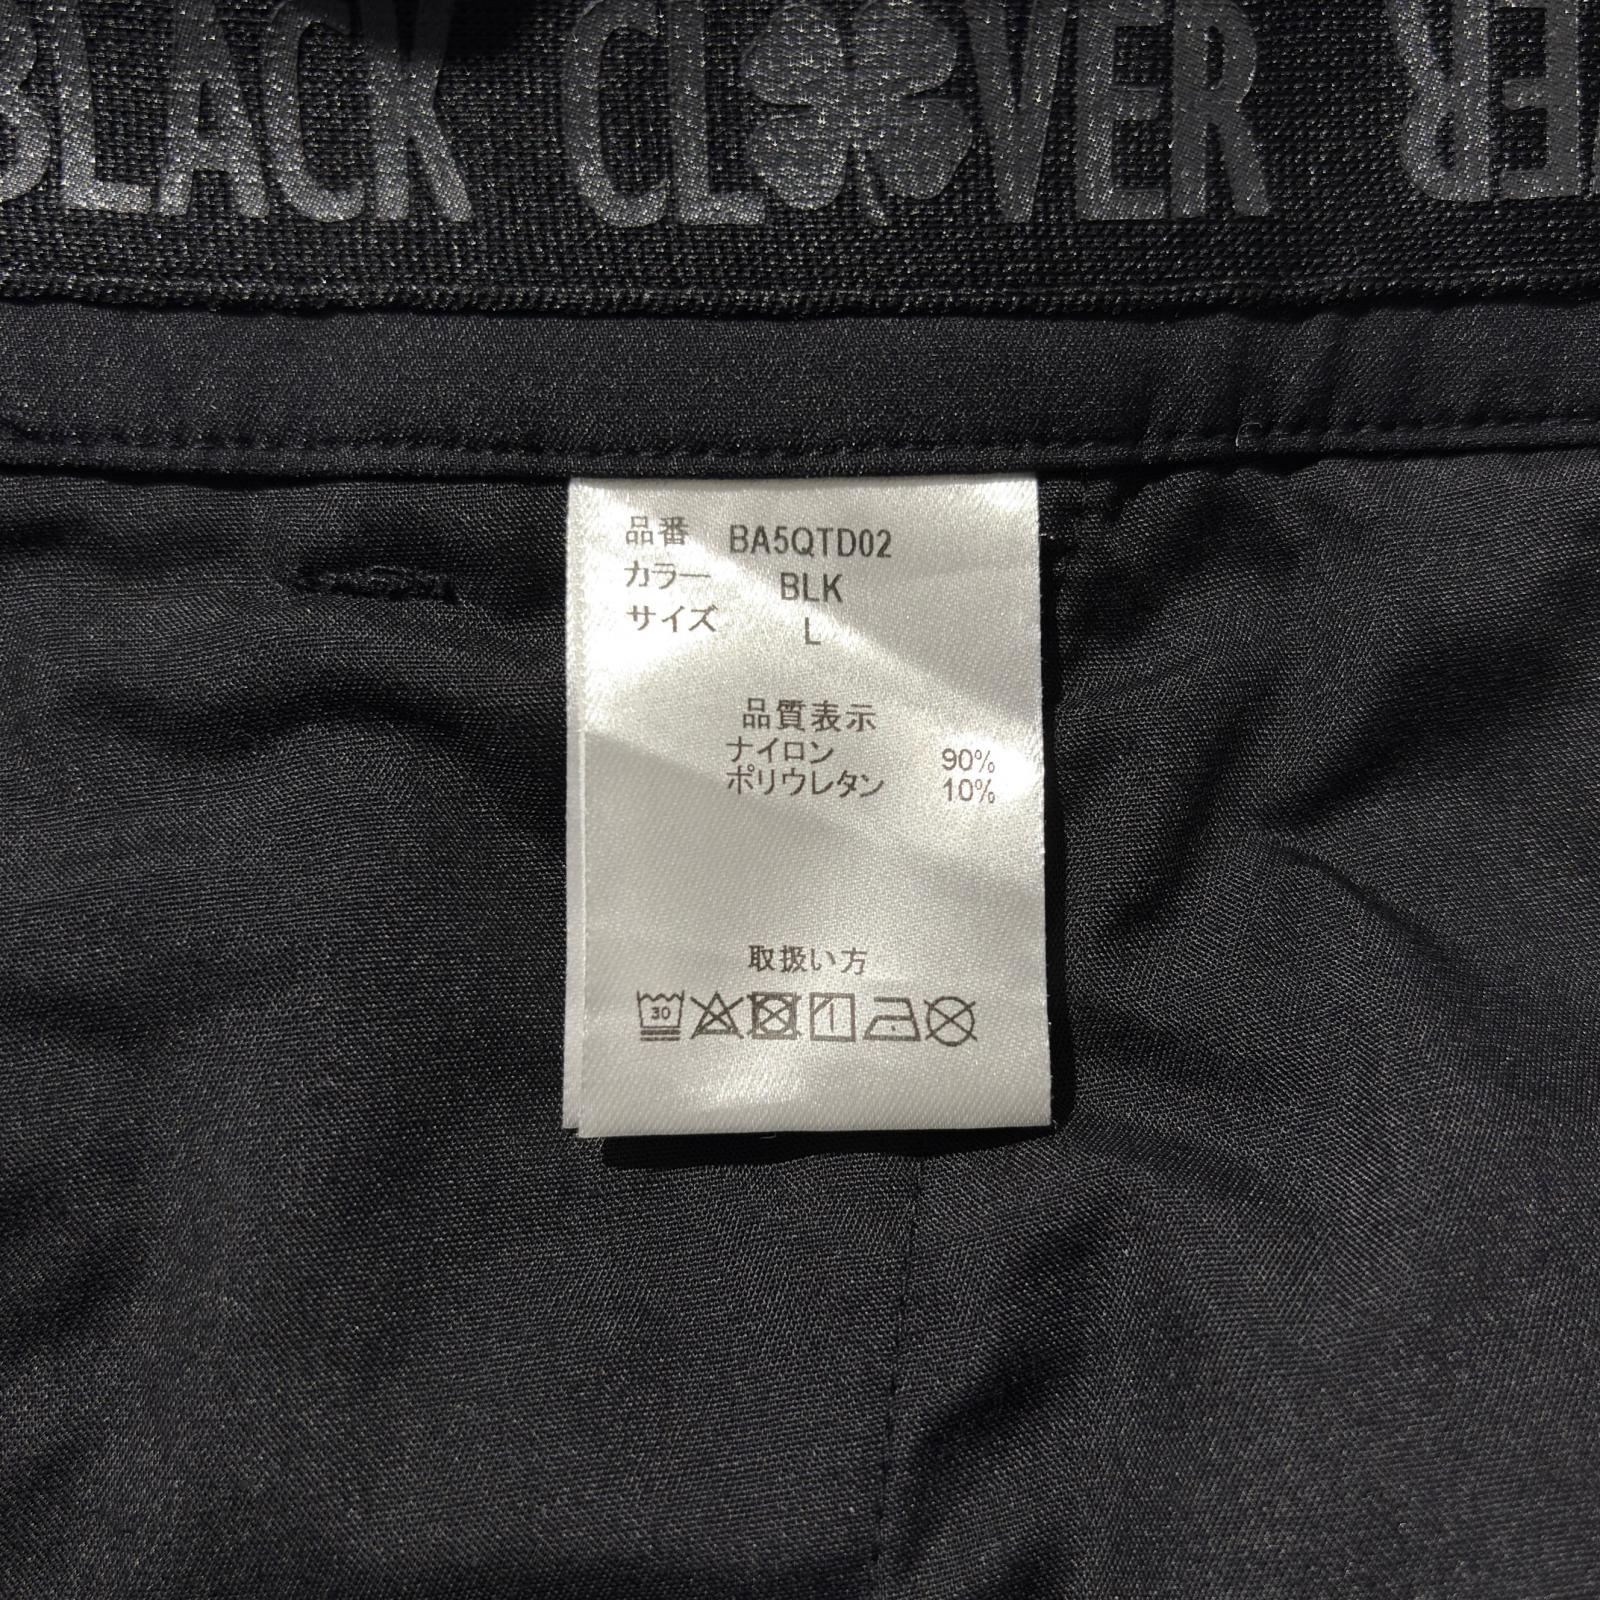 BLACK CLOVER
品番 BA5QTD02
カラー BLK
サイズ L
品質表示
ナイロン 90%
ポリウレタン 10%
取扱い方
30